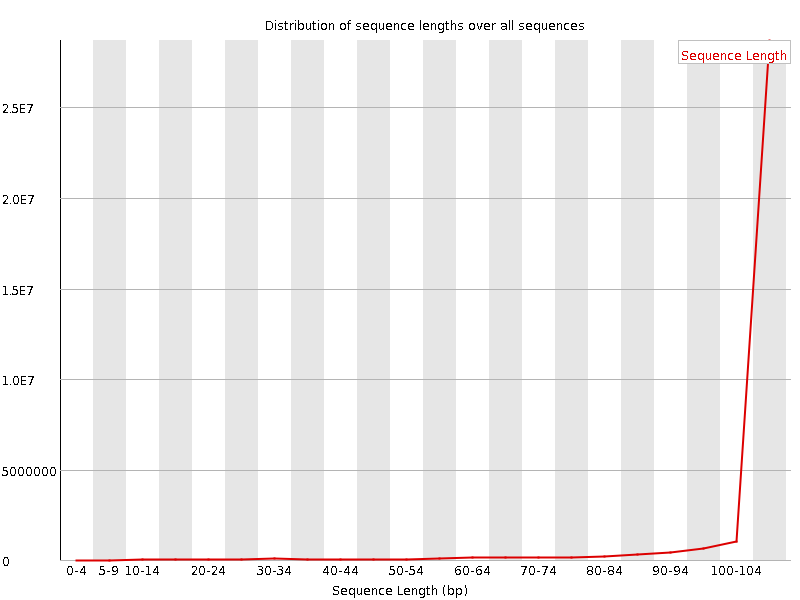 Distribution of sequence lengths over all sequences
Sequence Length
2.5E7
2.0E7
1.5E7
1.0E7
5000000
0
0-4 5-9 10-14 20-24 30-34 40-44 50-54 60-64 70-74 80-84 90-94 100-104
Sequence Length (bp)